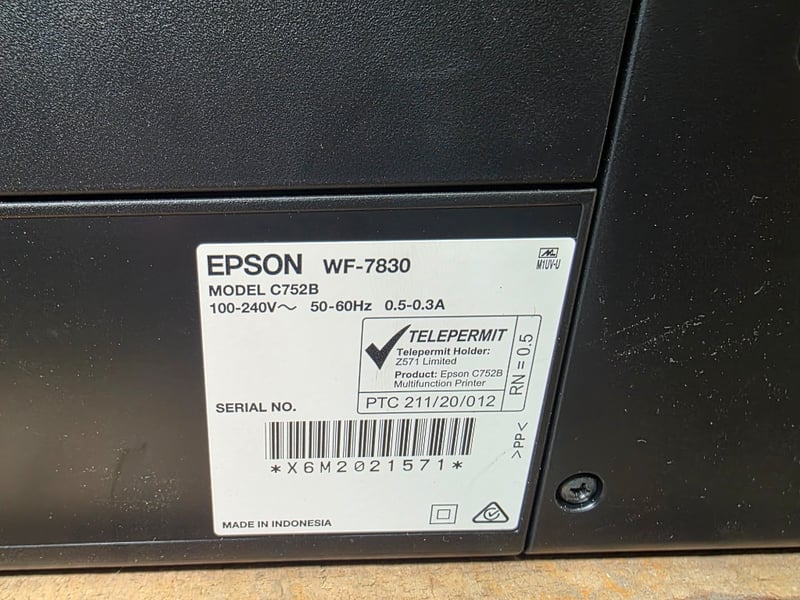 EPSON WF-7830
M1UV-U
MODEL C752B
100-240V～ 50-60Hz 0.5-0.3A
TELEPERMIT
Telepermit Holder:
Z571 Limited
Product: Epson C752B
Multifunction Printer
PTC 211/20/012
RN = 0.5
SERIAL NO.
*X6M2021571*
>PP<
MADE IN INDONESIA